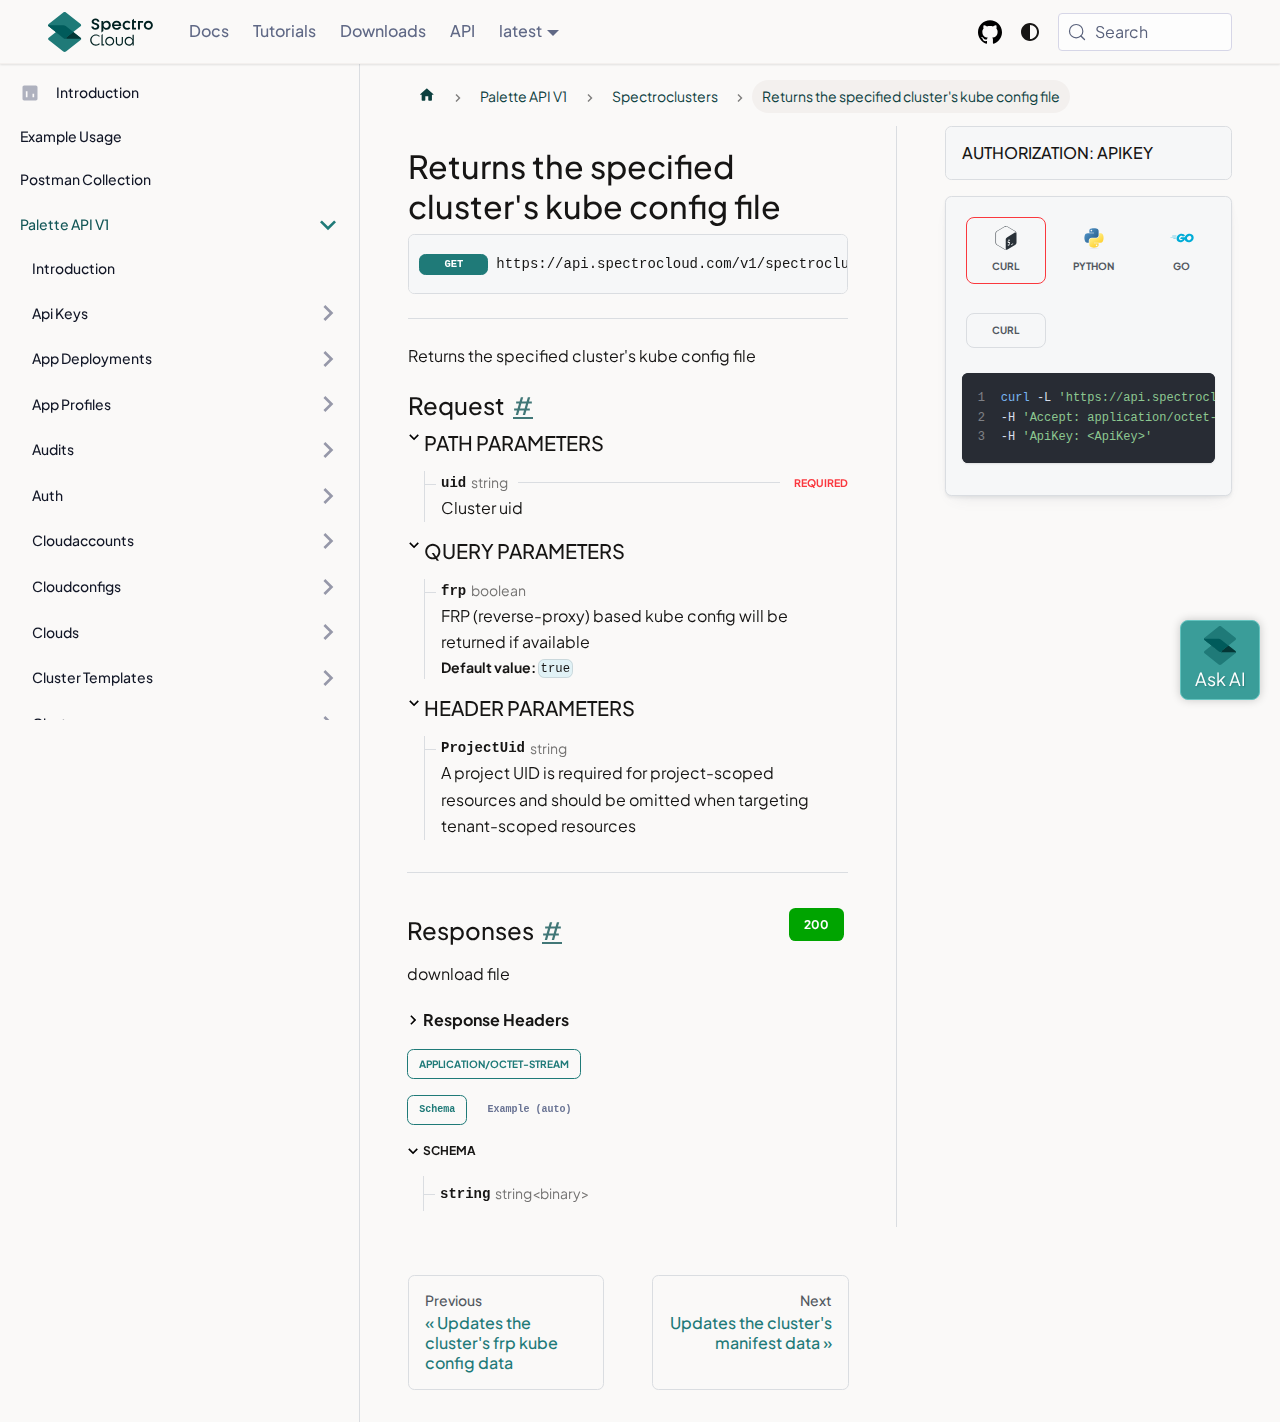 Spectro Cloud
Docs
Tutorials
Downloads
API
latest
Search
Introduction
Example Usage
Postman Collection
Palette API V1
Introduction
Api Keys
App Deployments
App Profiles
Audits
Auth
Cloudaccounts
Cloudconfigs
Clouds
Cluster Templates
Palette API V1
Spectroclusters
Returns the specified cluster's kube config file
Returns the specified
cluster's kube config file
GET https://api.spectrocloud.com/v1/spectroclu
Returns the specified cluster's kube config file
Request #
PATH PARAMETERS
uid string REQUIRED
Cluster uid
QUERY PARAMETERS
frp boolean
FRP (reverse-proxy) based kube config will be
returned if available
Default value: true
HEADER PARAMETERS
ProjectUid string
A project UID is required for project-scoped
resources and should be omitted when targeting
tenant-scoped resources
Responses #
200
download file
Response Headers
APPLICATION/OCTET-STREAM
Schema
Example (auto)
SCHEMA
string string<binary>
Previous
« Updates the
cluster's frp kube
config data
Next
Updates the cluster's
manifest data »
AUTHORIZATION: APIKEY
CURL
PYTHON
GO
CURL
1 curl -L 'https://api.spectrocl
2 -H 'Accept: application/octet-
3 -H 'ApiKey: <ApiKey>'
Ask AI